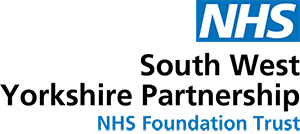 NHS
South West
Yorkshire Partnership
NHS Foundation Trust